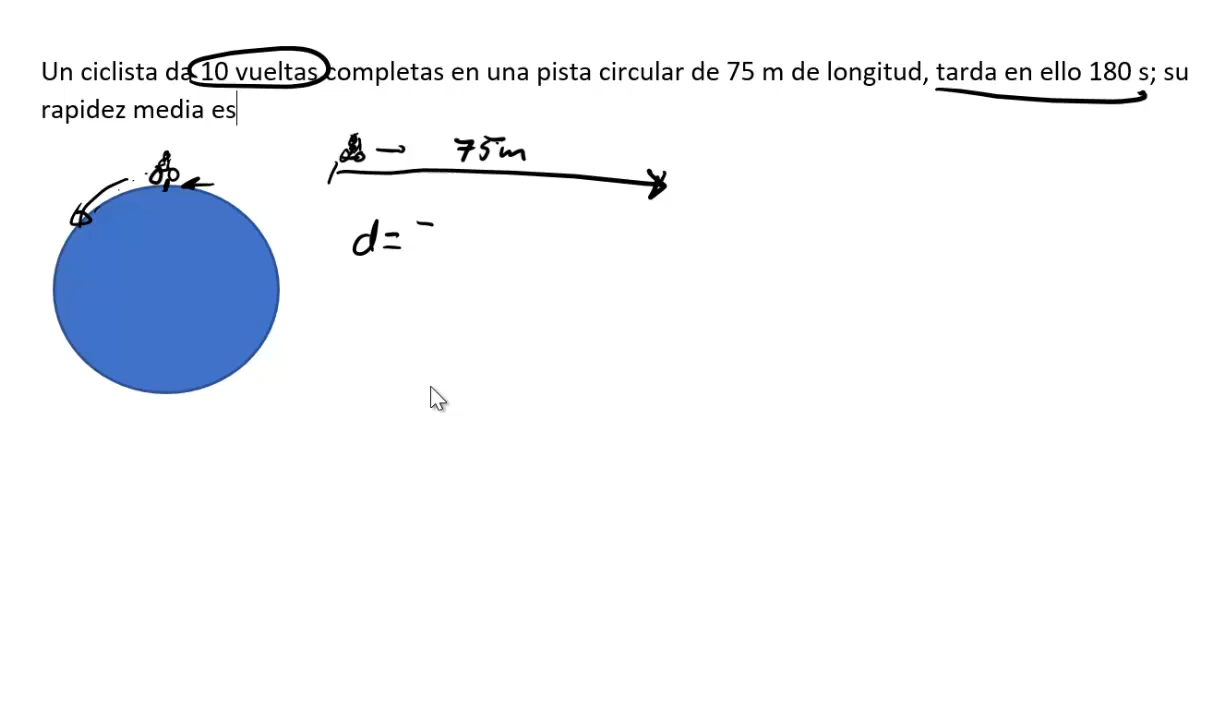 Un ciclista da 10 vueltas completas en una pista circular de 75 m de longitud, tarda en ello 180 s; su
rapidez media es
75m
d=